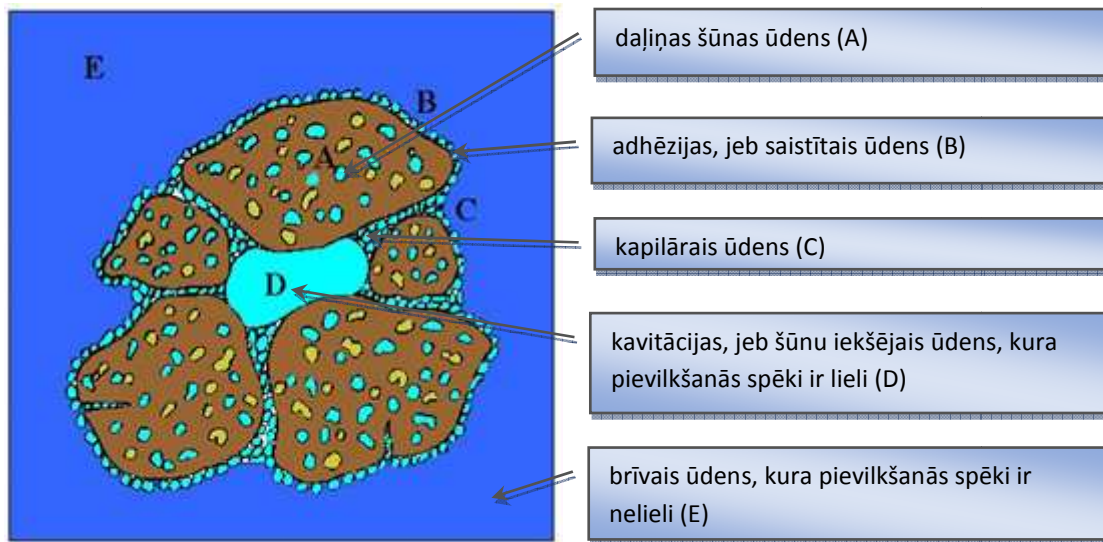 E
B
A
C
D
daļiņas šūnas ūdens (A)
adhēzijas, jeb saistītais ūdens (B)
kapilārais ūdens (C)
kavitācijas, jeb šūnu iekšējais ūdens, kura
pievilkšanās spēki ir lieli (D)
brīvais ūdens, kura pievilkšanās spēki ir
nelieli (E)